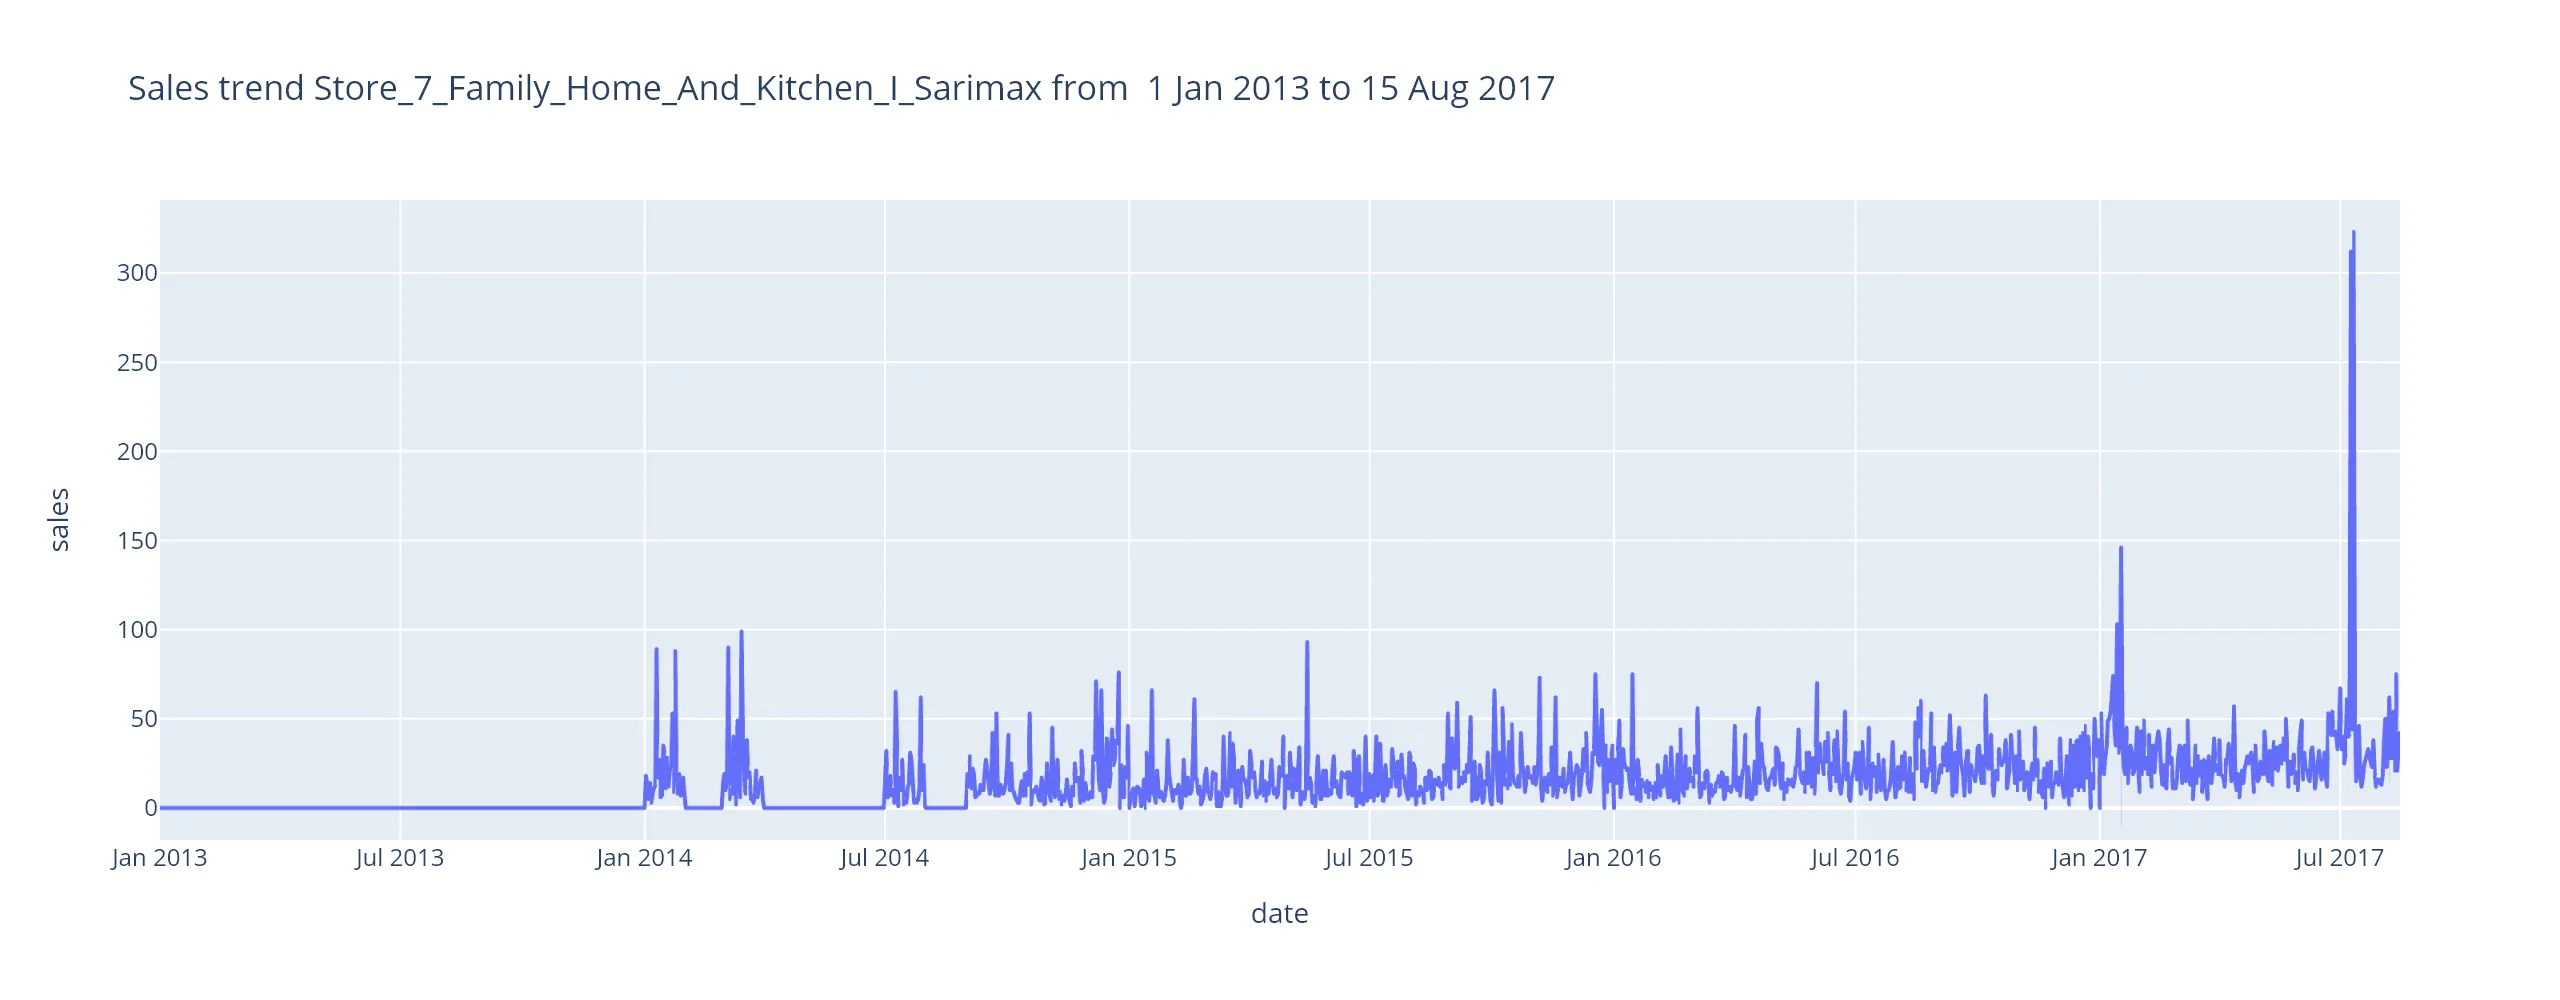 Sales trend Store_7_Family_Home_And_Kitchen_I_Sarimax from  1 Jan 2013 to 15 Aug 2017
300
250
200
150
100
50
0
sales
Jan 2013 Jul 2013 Jan 2014 Jul 2014 Jan 2015 Jul 2015 Jan 2016 Jul 2016 Jan 2017 Jul 2017
date